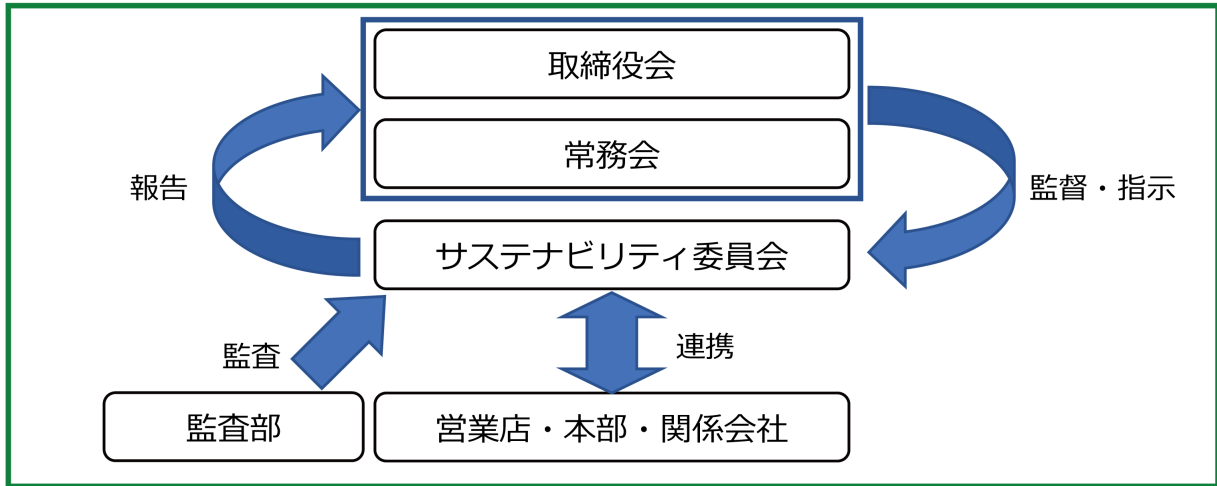 取締役会
常務会
報告
監督・指示
サステナビリティ委員会
監査
連携
監査部
営業店・本部・関係会社